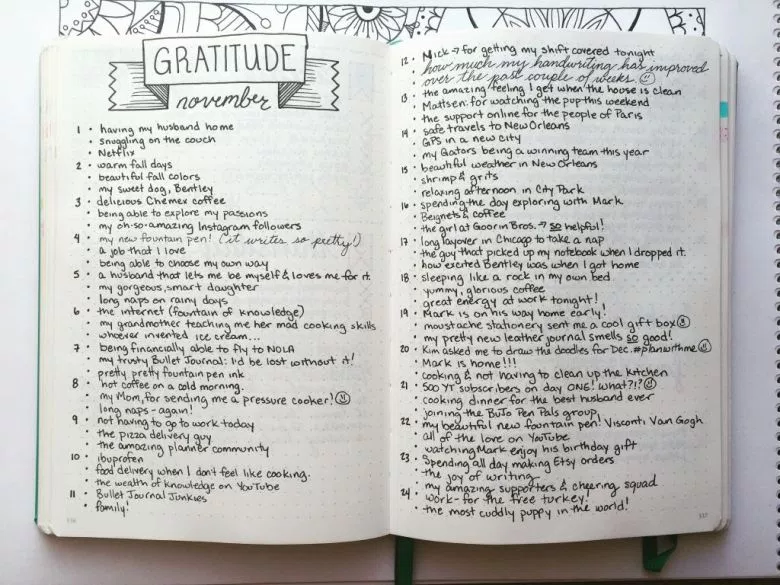 GRATITUDE
november
1 • having my husband home
• snuggling on the couch
• Netflix
2 • warm fall days
• beautiful fall colors
• my sweet dog, Bentley
3 • delicious Chemex coffee
• being able to explore my passions
• my oh-so-amazing Instagram followers
4 • my new fountain pen! (it writes so pretty!)
• a job that I love
• being able to choose my own way
5 • a husband that lets me be myself & loves me for it.
• my gorgeous, smart daughter
• long naps on rainy days
6 • the internet (fountain of knowledge)
• my grandmother teaching me her mad cooking skills
• whoever invented ice cream...
7 • being financially able to fly to NOLA
• my trusty Bullet Journal: I'd be lost without it!
• pretty pretty fountain pen ink
8 • hot coffee on a cold morning.
• my Mom, for sending me a pressure cooker!
• long naps - again!
9 • not having to go to work today
• the pizza delivery guy
• the amazing planner community
10 • ibuprofen
• food delivery when I don't feel like cooking.
• the wealth of knowledge on YouTube
11 • Bullet Journal Junkies
• family!
116
12 • Mick → for getting my shift covered tonight
• how much my handwriting has improved
over the past couple of weeks.
• the amazing feeling I get when the house is clean
13 • Mattsen: for watching the pup this weekend
• the support online for the people of Paris
14 • safe travels to New Orleans
• GPS in a new city
• my Gators being a winning team this year
15 • beautiful weather in New Orleans
• shrimp & grits
• relaxing afternoon in City Park
16 • spending the day exploring with Mark
• Beignets & coffee
• the girl at Goorin Bros. → so helpful!
17 • long layover in Chicago to take a nap
• the guy that picked up my notebook when I dropped it.
• how excited Bentley was when I got home
18 • sleeping like a rock in my own bed.
• yummy, glorious coffee
• great energy at work tonight!
19 • Mark is on his way home early!
• moustache stationery sent me a cool gift box
• my pretty new leather journal smells so good!
20 • Kim asked me to draw the doodles for Dec. #planwithme
• Mark is home!!!
• cooking & not having to clean up the kitchen
21 • 500 YT subscribers on day ONE! What?!?
• cooking dinner for the best husband ever
• joining the BuJo Pen Pals group
22 • my beautiful new fountain pen! Visconti Van Gogh
• all of the love on YouTube
• watching Mark enjoy his birthday gift
23 • Spending all day making Etsy orders
• the joy of writing
• my amazing supporters & cheering squad
24 • work - for the free turkey!
• the most cuddly puppy in the world!
117